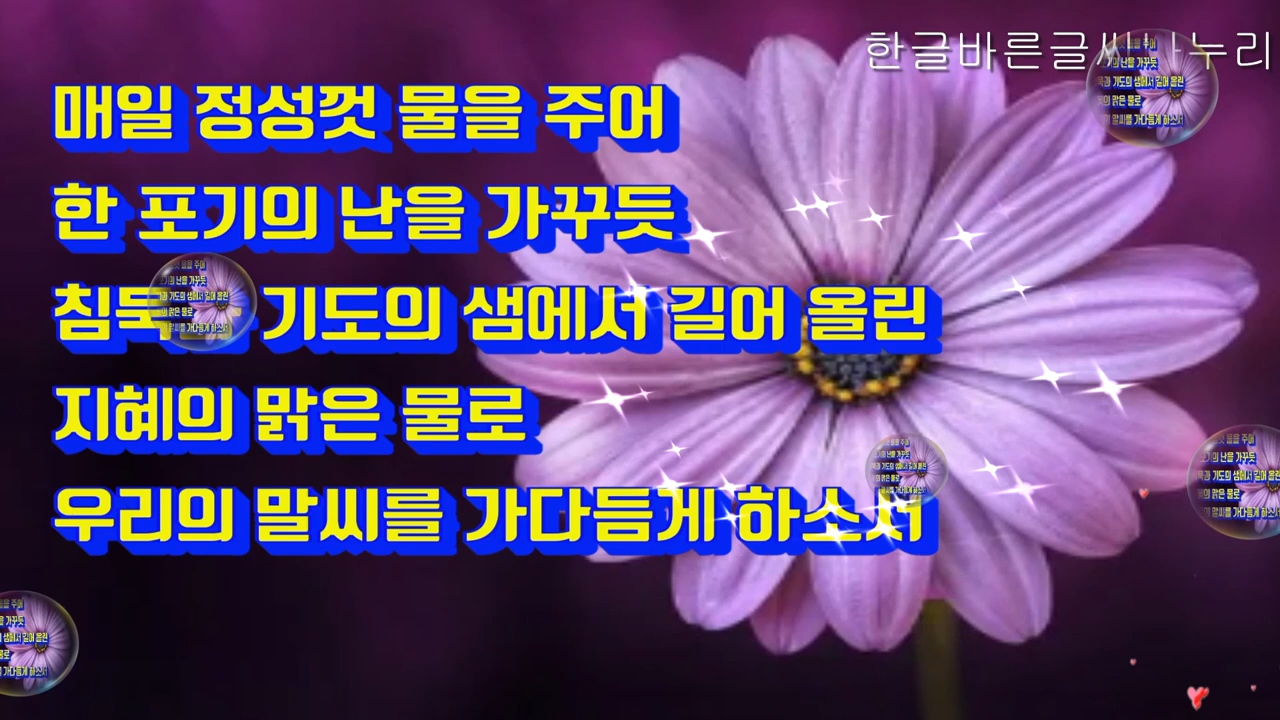 한글바른글씨나누리
매일 정성껏 물을 주어
한 포기의 난을 가꾸듯
기도의 샘에서 길어 올린
지혜의 맑은 물로
우리의 말씨를 가다듬게 하소서